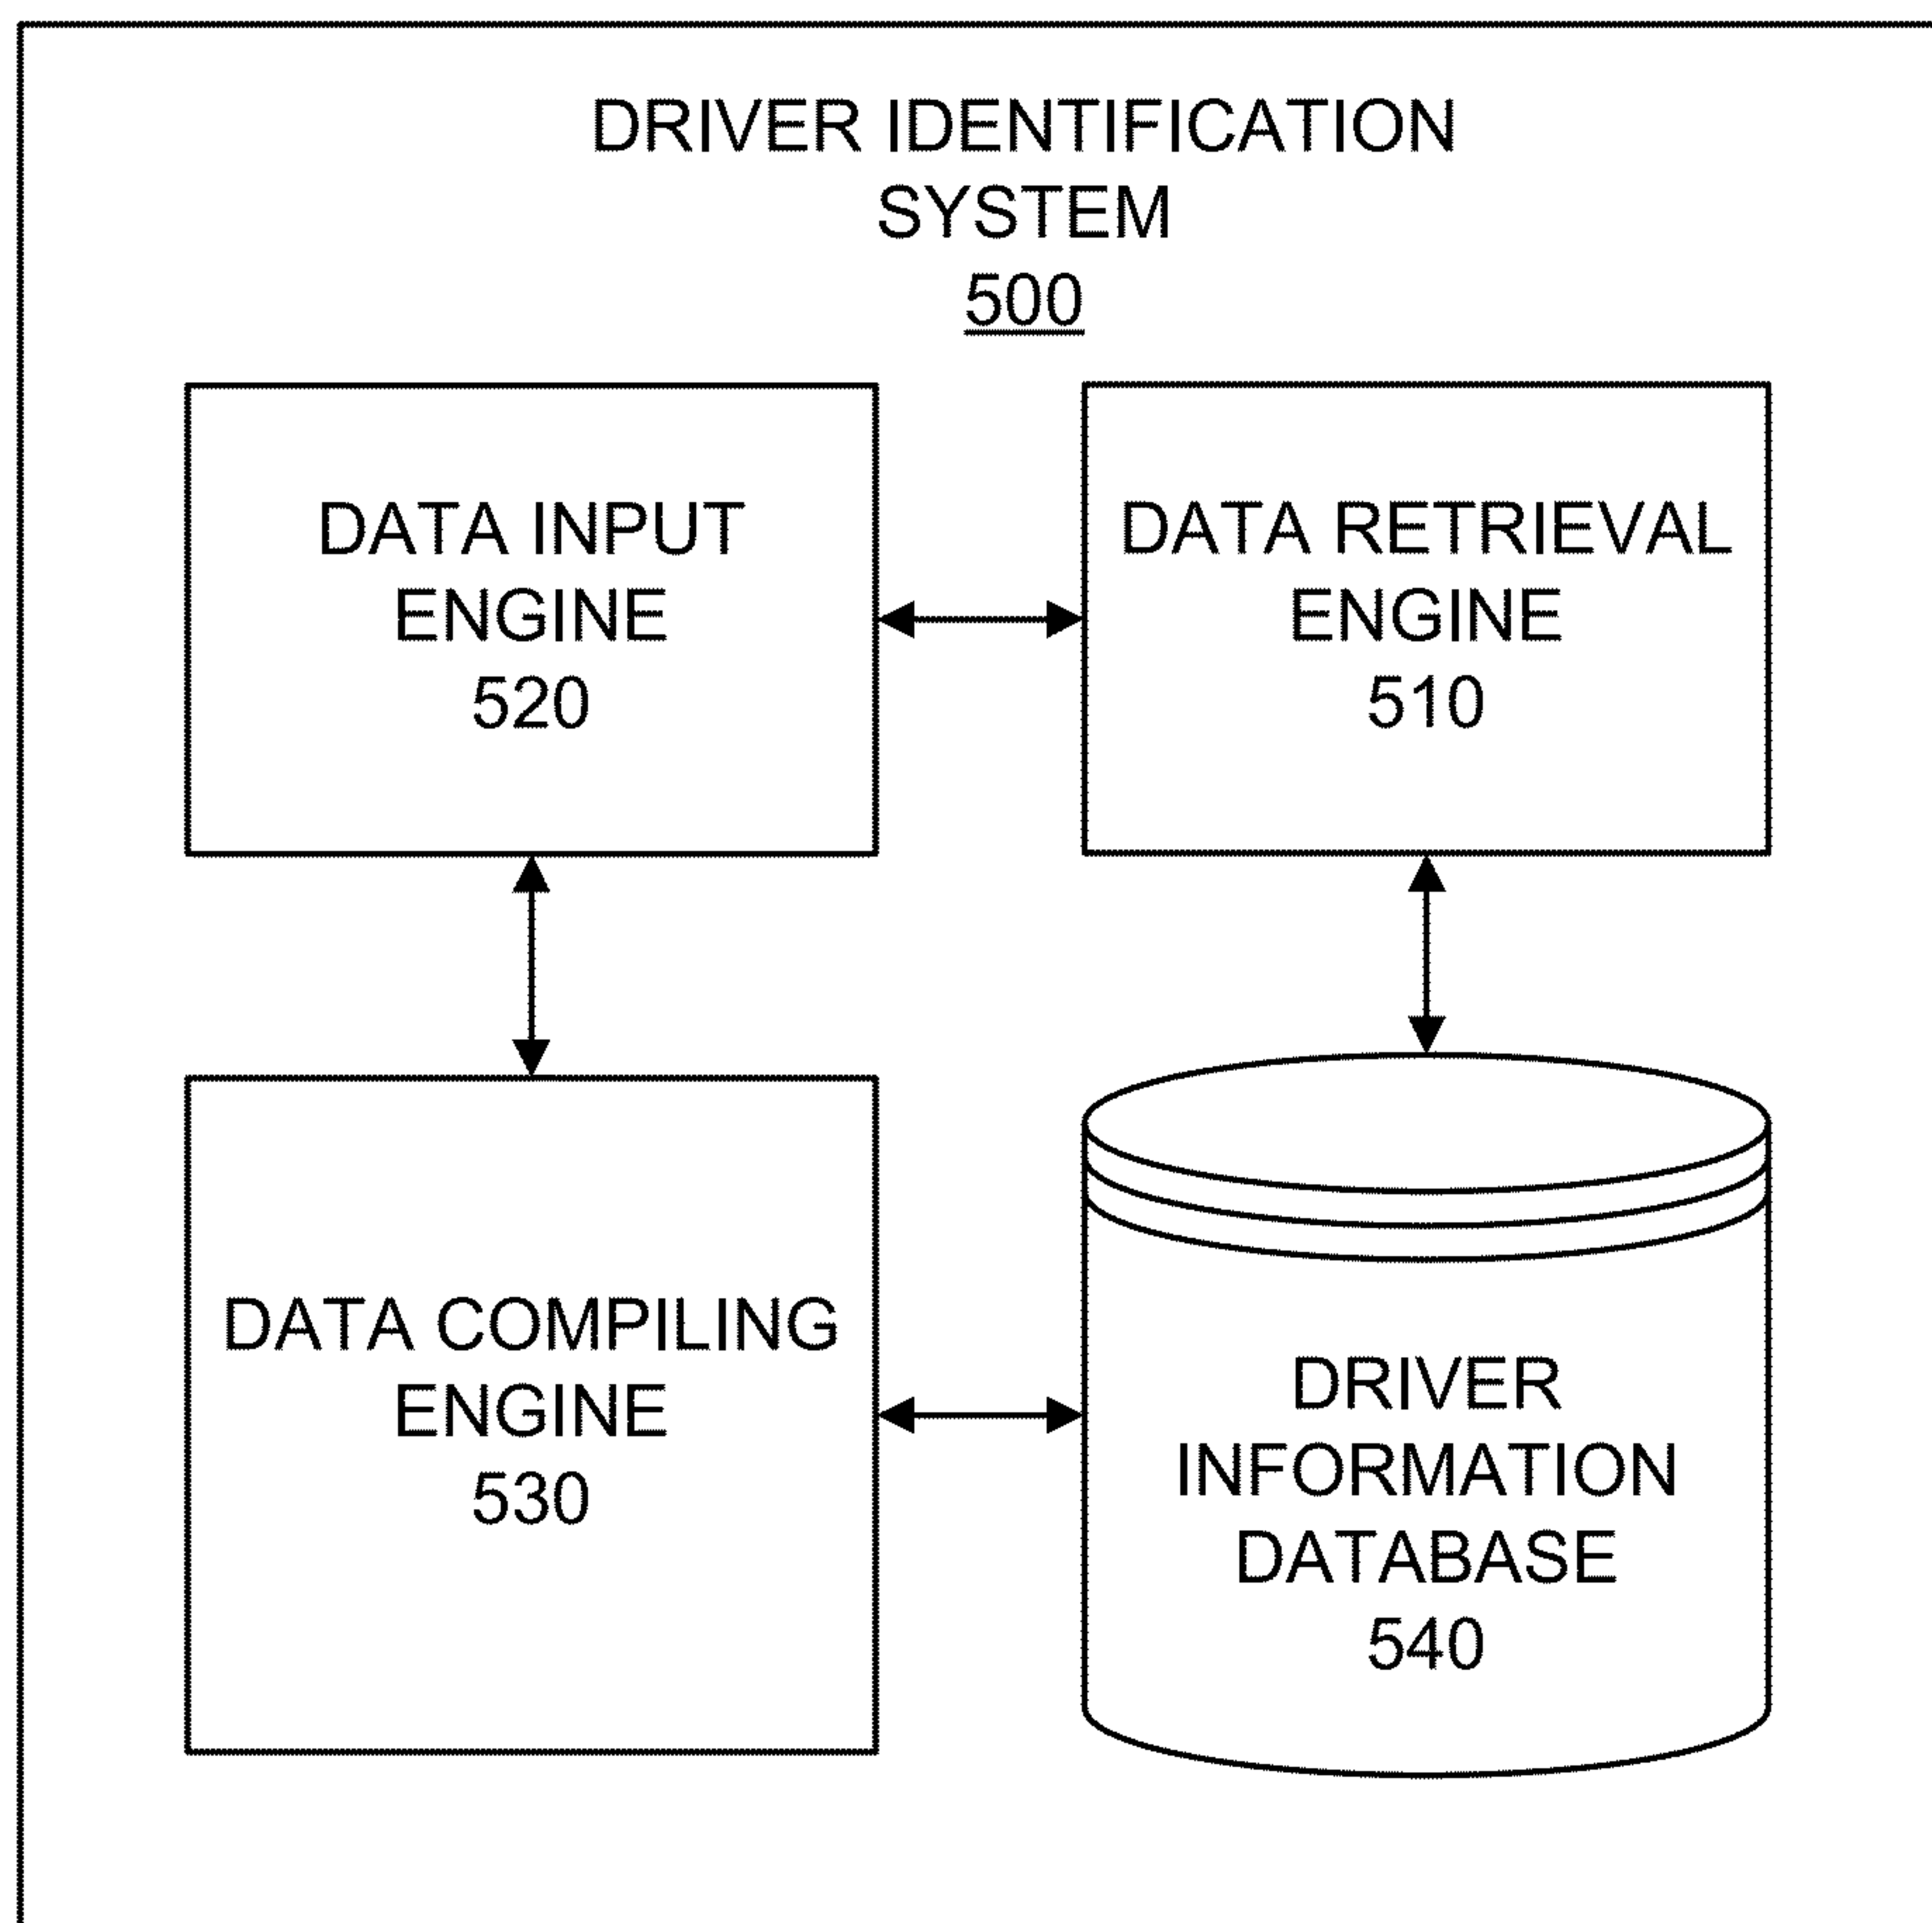 DRIVER IDENTIFICATION
SYSTEM
500
DATA INPUT
ENGINE
520
DATA RETRIEVAL
ENGINE
510
DATA COMPILING
ENGINE
530
DRIVER
INFORMATION
DATABASE
540